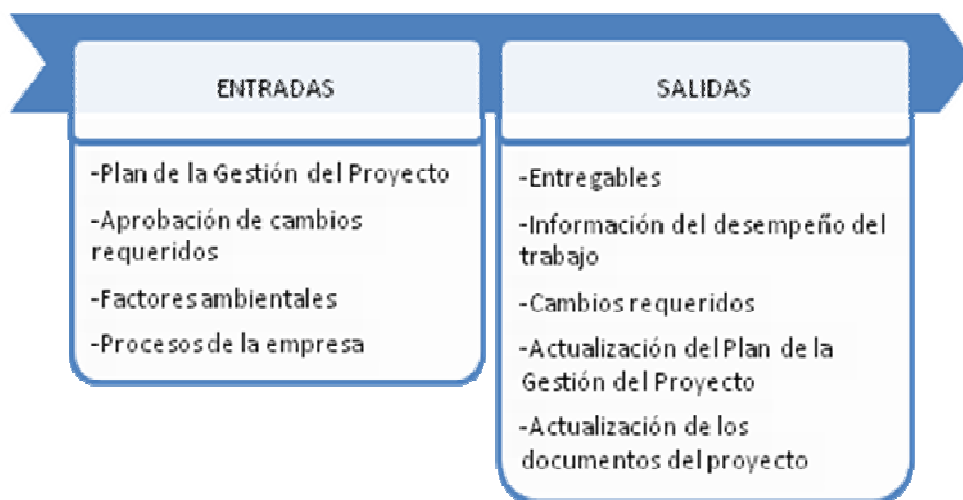 ENTRADAS
-Plan de la Gestión del Proyecto
-Aprobación de cambios
requeridos
-Factores ambientales
-Procesos de la empresa
SALIDAS
-Entregables
-Información del desempeño del
trabajo
-Cambios requeridos
-Actualización del Plan de la
Gestión del Proyecto
-Actualización de los
documentos del proyecto